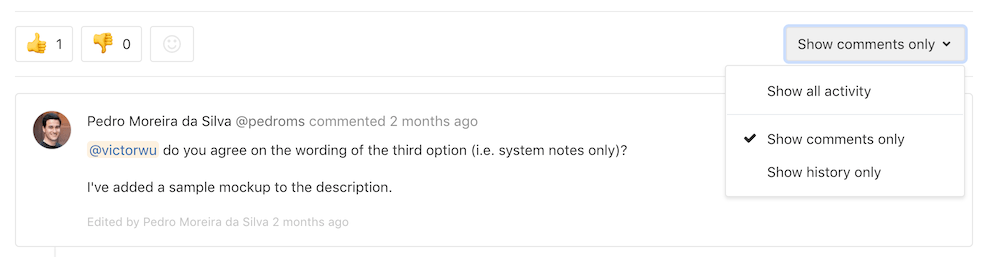 👍 1 👎 0
Show comments only
Show all activity
Show comments only
Show history only
Pedro Moreira da Silva @pedroms commented 2 months ago
@victorwu do you agree on the wording of the third option (i.e. system notes only)?
I've added a sample mockup to the description.
Edited by Pedro Moreira da Silva 2 months ago